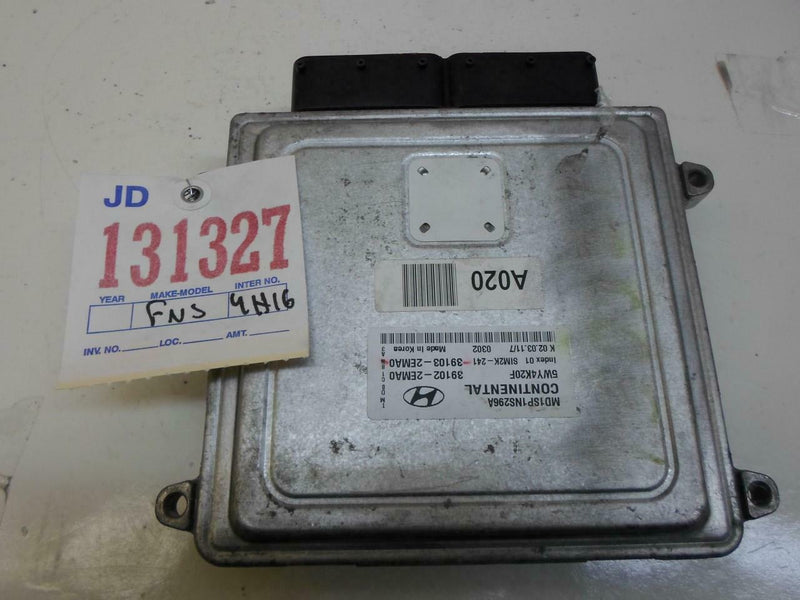 JD
131327
YEAR MAKE-MODEL INTER NO.
FNS 4H16
INV. NO. LOC. AMT.
A020
MD1SP1NS296A
CONTINENTAL
5WY4K20F
Index 01 SIM2K-241
0302
K 02.03.11/7
39102-2EMA0
39103-2EMA0
Made in Korea